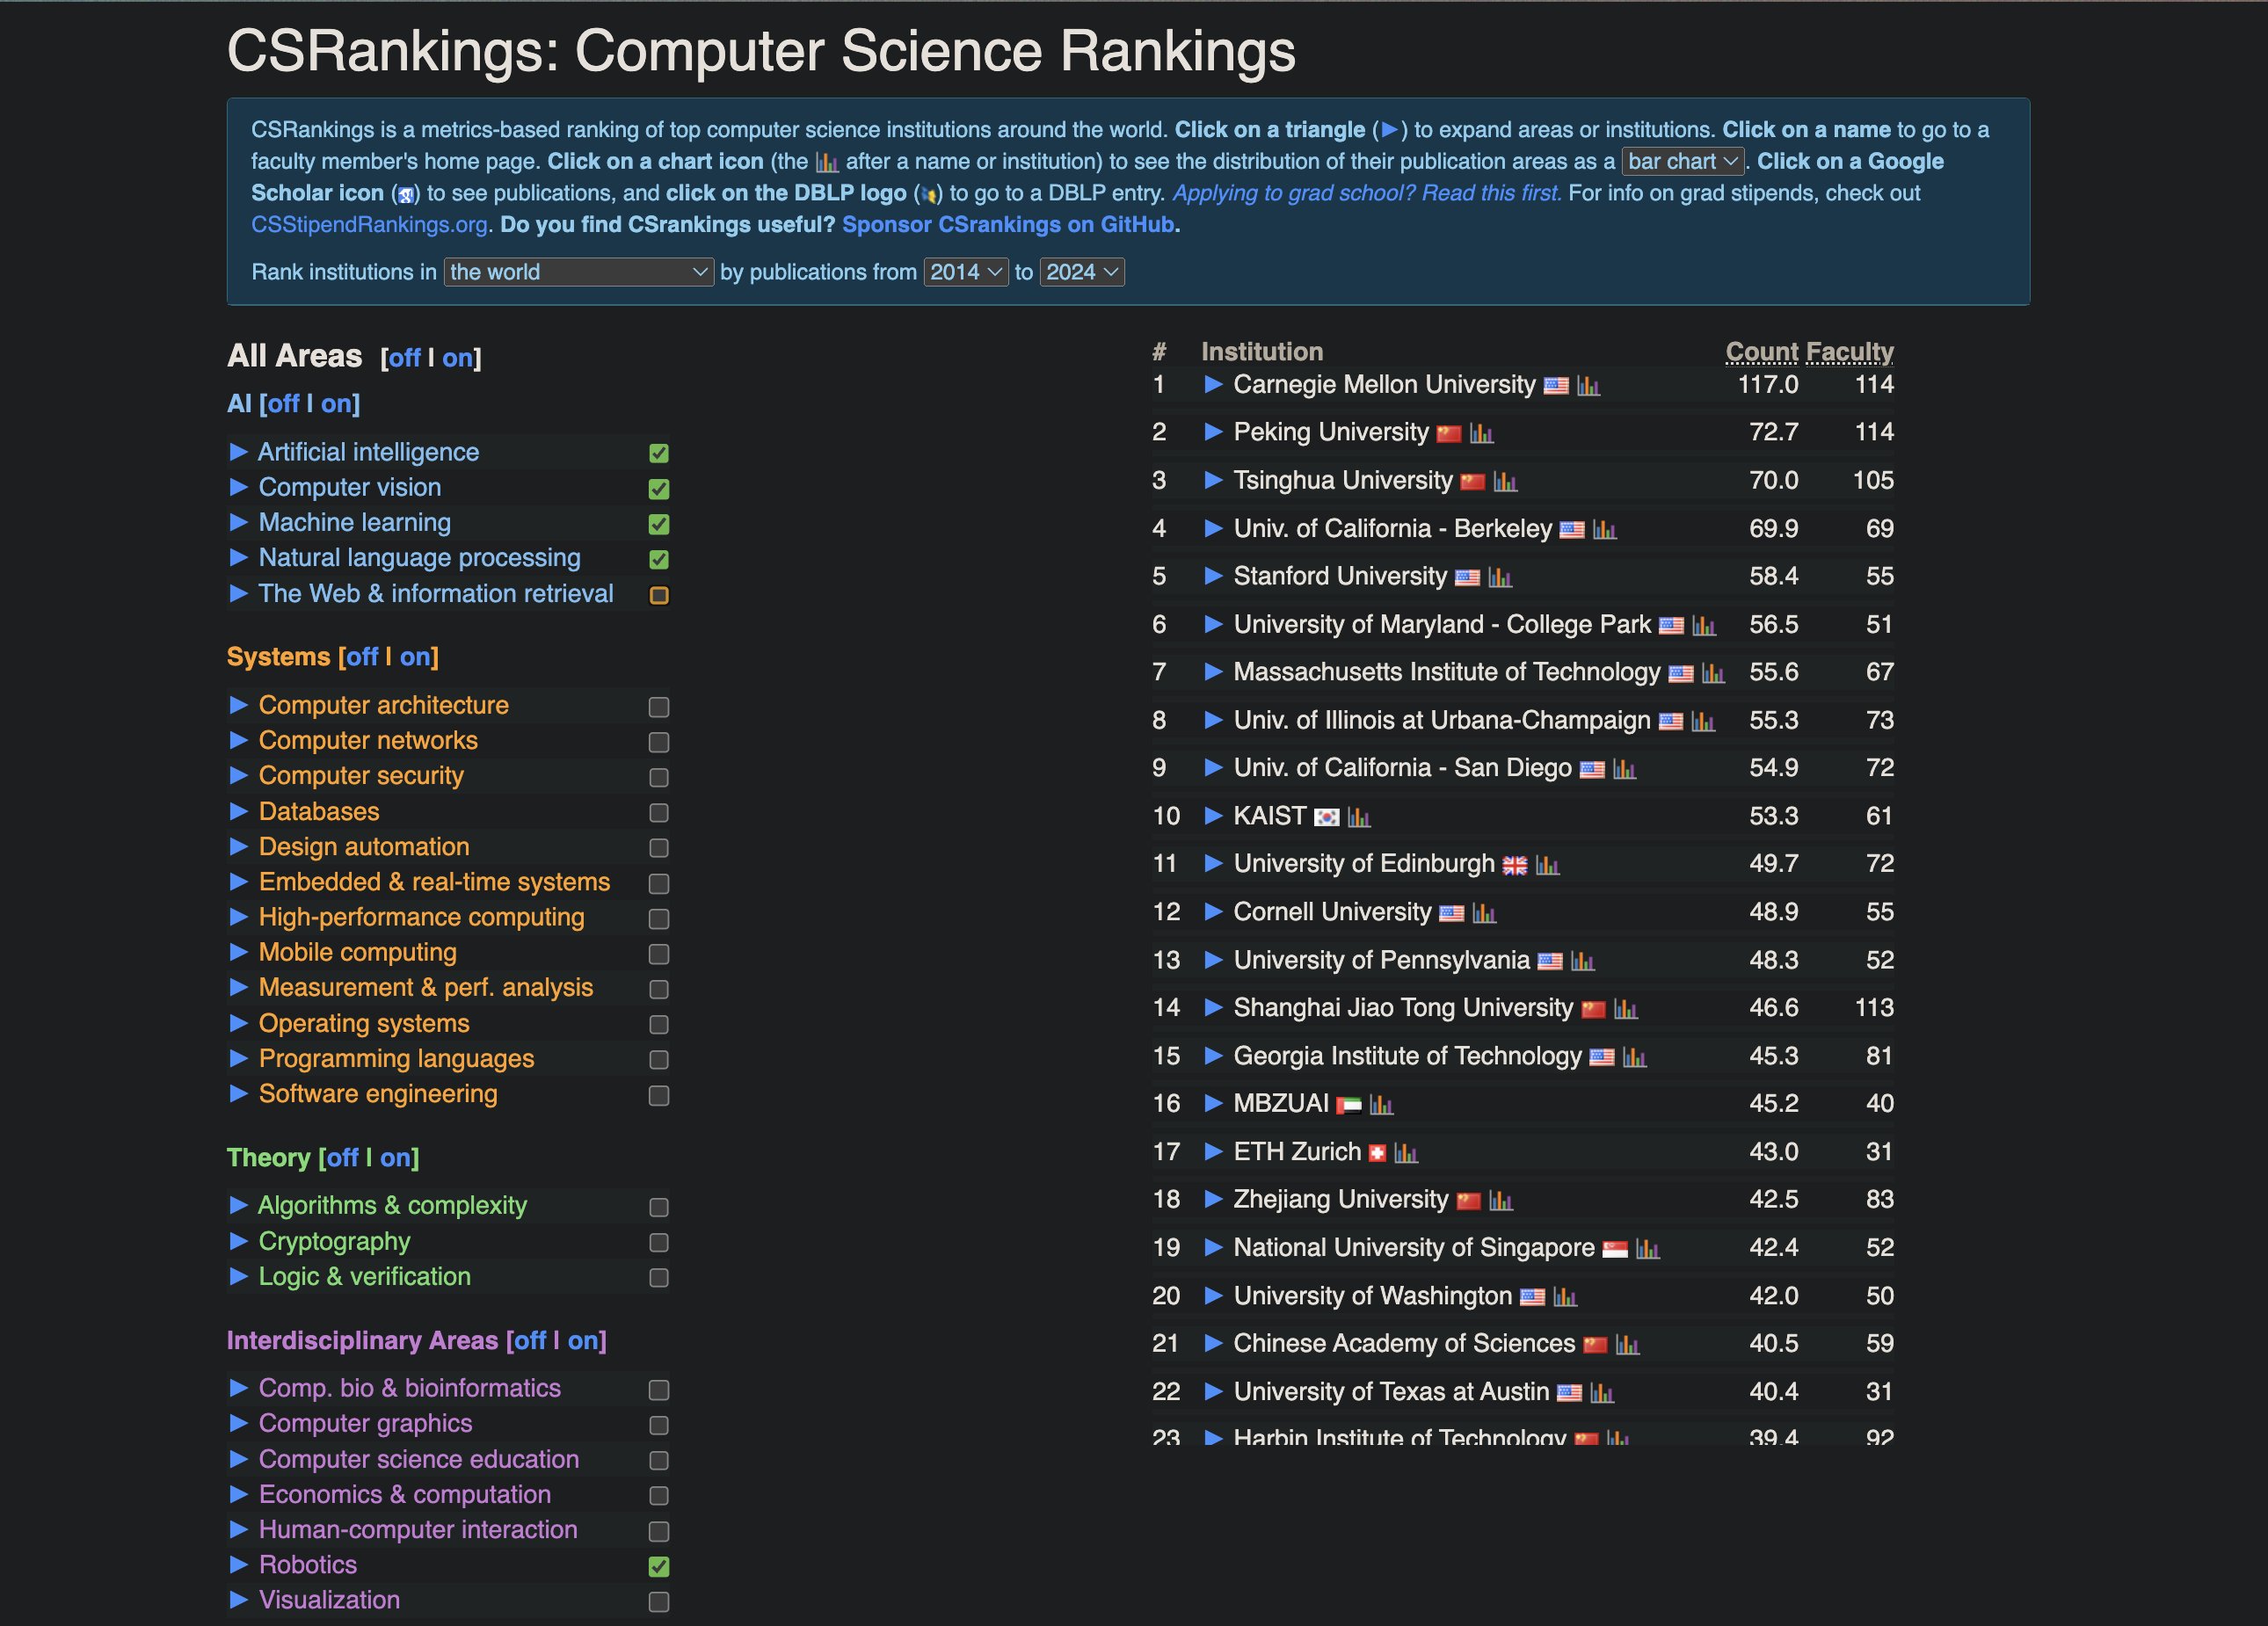 CSRankings: Computer Science Rankings
CSRankings is a metrics-based ranking of top computer science institutions around the world. Click on a triangle (▶) to expand areas or institutions. Click on a name to go to a
faculty member's home page. Click on a chart icon (the after a name or institution) to see the distribution of their publication areas as a bar chart. Click on a Google
Scholar icon () to see publications, and click on the DBLP logo () to go to a DBLP entry. Applying to grad school? Read this first. For info on grad stipends, check out
CSStipendRankings.org. Do you find CSrankings useful? Sponsor CSrankings on GitHub.
Rank institutions in the world by publications from 2014 to 2024
All Areas [off | on]
AI [off | on]
▶ Artificial intelligence
▶ Computer vision
▶ Machine learning
▶ Natural language processing
▶ The Web & information retrieval
Systems [off | on]
▶ Computer architecture
▶ Computer networks
▶ Computer security
▶ Databases
▶ Design automation
▶ Embedded & real-time systems
▶ High-performance computing
▶ Mobile computing
▶ Measurement & perf. analysis
▶ Operating systems
▶ Programming languages
▶ Software engineering
Theory [off | on]
▶ Algorithms & complexity
▶ Cryptography
▶ Logic & verification
Interdisciplinary Areas [off | on]
▶ Comp. bio & bioinformatics
▶ Computer graphics
▶ Computer science education
▶ Economics & computation
▶ Human-computer interaction
▶ Robotics
▶ Visualization
# Institution Count Faculty
1 ▶ Carnegie Mellon University 117.0 114
2 ▶ Peking University 72.7 114
3 ▶ Tsinghua University 70.0 105
4 ▶ Univ. of California - Berkeley 69.9 69
5 ▶ Stanford University 58.4 55
6 ▶ University of Maryland - College Park 56.5 51
7 ▶ Massachusetts Institute of Technology 55.6 67
8 ▶ Univ. of Illinois at Urbana-Champaign 55.3 73
9 ▶ Univ. of California - San Diego 54.9 72
10 ▶ KAIST 53.3 61
11 ▶ University of Edinburgh 49.7 72
12 ▶ Cornell University 48.9 55
13 ▶ University of Pennsylvania 48.3 52
14 ▶ Shanghai Jiao Tong University 46.6 113
15 ▶ Georgia Institute of Technology 45.3 81
16 ▶ MBZUAI 45.2 40
17 ▶ ETH Zurich 43.0 31
18 ▶ Zhejiang University 42.5 83
19 ▶ National University of Singapore 42.4 52
20 ▶ University of Washington 42.0 50
21 ▶ Chinese Academy of Sciences 40.5 59
22 ▶ University of Texas at Austin 40.4 31
23 ▶ Harbin Institute of Technology 39.4 92